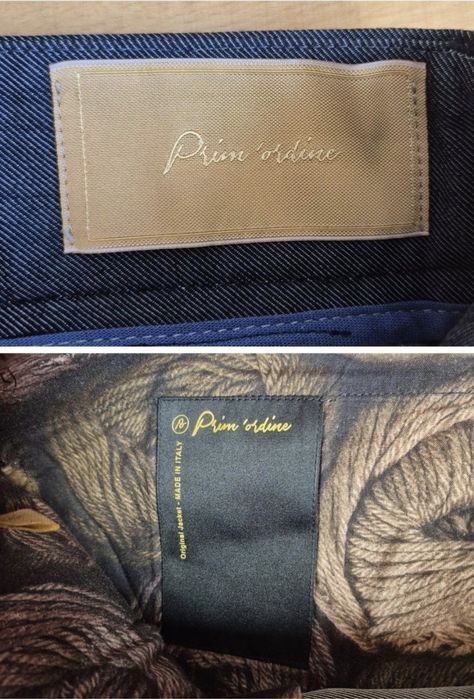 Prim 'ordine
Prim 'ordine
Original Jacket - MADE IN ITALY